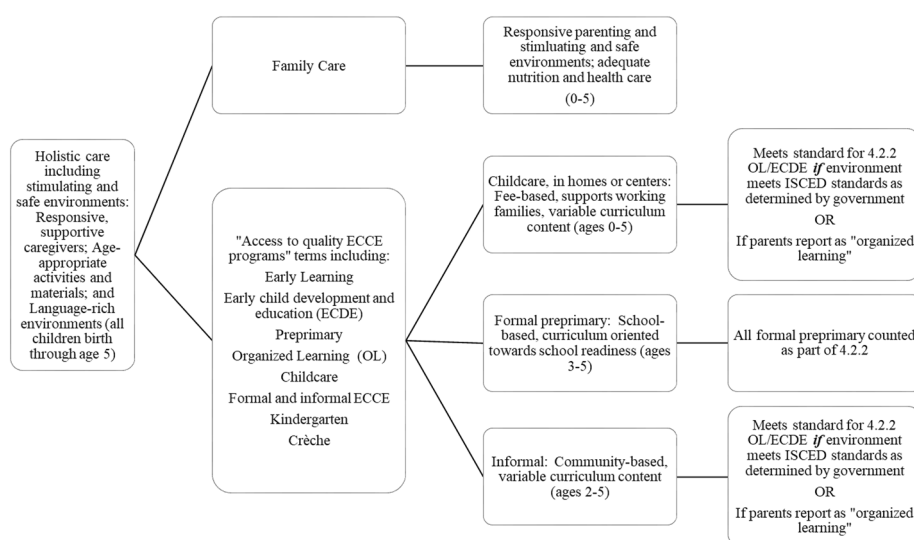 Holistic care
including
stimulating and
safe environments:
Responsive,
supportive
caregivers; Age-
appropriate
activities and
materials; and
Language-rich
environments (all
children birth
through age 5)
Family Care
Responsive parenting
and stimluating and safe
environments; adequate
nutrition and health care
(0-5)
"Access to quality ECCE
programs" terms including:
Early Learning
Early child development and
education (ECDE)
Preprimary
Organized Learning (OL)
Childcare
Formal and informal ECCE
Kindergarten
Crèche
Childcare, in homes or centers:
Fee-based, supports working
families, variable curriculum
content (ages 0-5)
Meets standard for 4.2.2
OL/ECDE if environment
meets ISCED standards as
determined by government
OR
If parents report as "organized
learning"
Formal preprimary: School-
based, curriculum oriented
towards school readiness (ages
3-5)
All formal preprimary counted
as part of 4.2.2
Informal: Community-based,
variable curriculum content
(ages 2-5)
Meets standard for 4.2.2
OL/ECDE if environment
meets ISCED standards as
determined by government
OR
If parents report as "organized
learning"